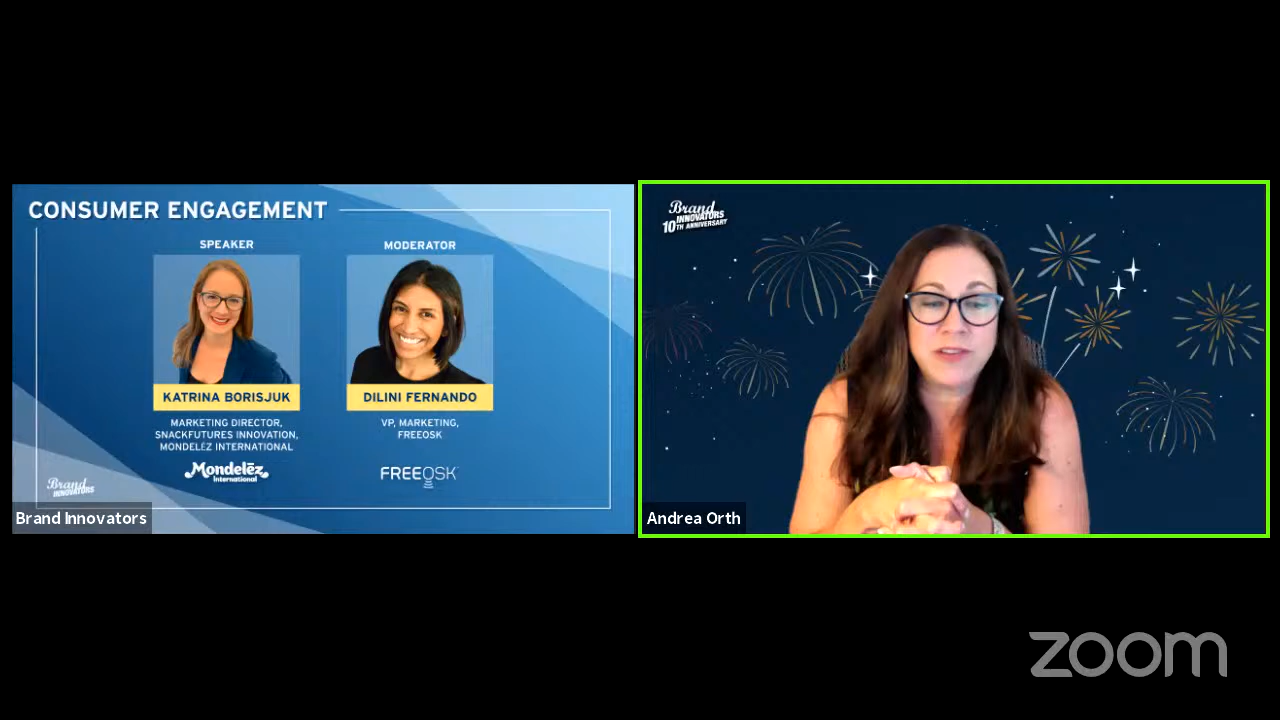 CONSUMER ENGAGEMENT
SPEAKER
MODERATOR
KATRINA BORISJUK
DILINI FERNANDO
MARKETING DIRECTOR,
SNACKFUTURES INNOVATION,
MONDELĒZ INTERNATIONAL
VP, MARKETING,
FREEOSK
Mondelēz
International
FREEOSK
Brand
INNOVATORS
Brand Innovators
Brand
INNOVATORS
10TH ANNIVERSARY
Andrea Orth
zoom